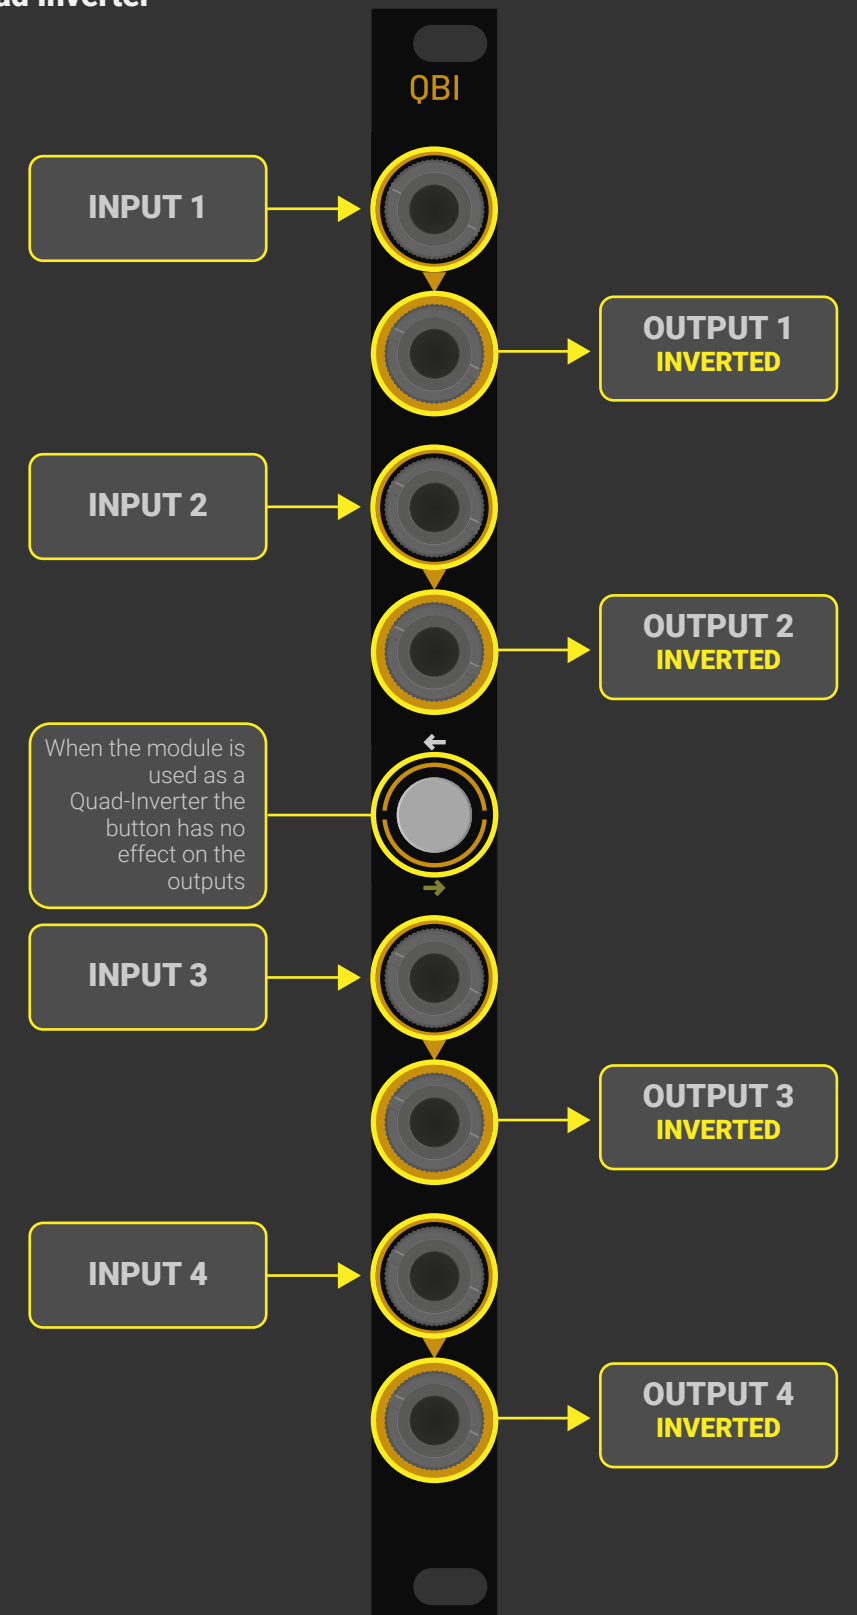 Inverter
QBI
INPUT 1
OUTPUT 1
INVERTED
INPUT 2
OUTPUT 2
INVERTED
←
When the module is
used as a
Quad-Inverter the
button has no
effect on the
outputs
→
INPUT 3
OUTPUT 3
INVERTED
INPUT 4
OUTPUT 4
INVERTED